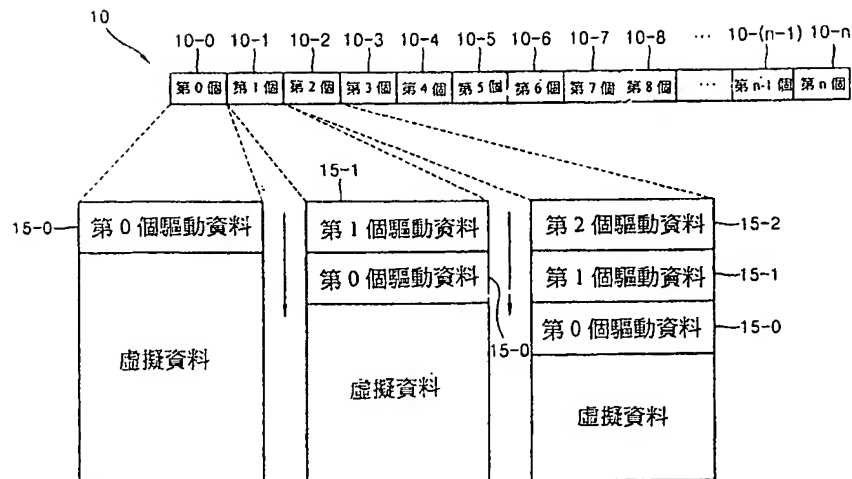 10
10-0 10-1 10-2 10-3 10-4 10-5 10-6 10-7 10-8 … 10-(n-1) 10-n
第0個 第1個 第2個 第3個 第4個 第5個 第6個 第7個 第8個 … 第n-1個 第n個
15-1
15-0 第0個驅動資料 第1個驅動資料 第2個驅動資料 15-2
第0個驅動資料 第1個驅動資料 15-1
15-0 第0個驅動資料 15-0
虛擬資料 虛擬資料 虛擬資料